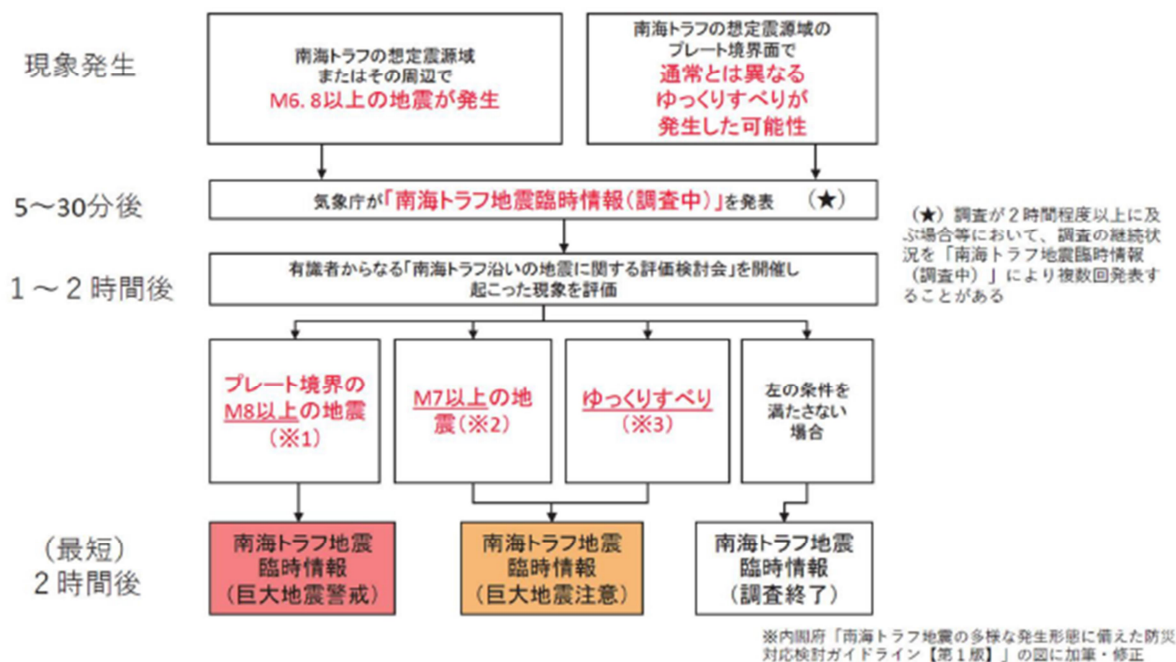 現象発生
南海トラフの想定震源域
またはその周辺で
M6.8以上の地震が発生
南海トラフの想定震源域の
プレート境界面で
通常とは異なる
ゆっくりすべりが
発生した可能性
5～30分後
気象庁が「南海トラフ地震臨時情報(調査中)」を発表 (★)
(★)調査が2時間程度以上に及
ぶ場合等において、調査の継続状
況を「南海トラフ地震臨時情報
(調査中)」により複数回発表す
ることがある
1～2時間後
有識者からなる「南海トラフ沿いの地震に関する評価検討会」を開催し
起こった現象を評価
プレート境界の
M8以上の地震
(※1)
M7以上の地
震(※2)
ゆっくりすべり
(※3)
左の条件を
満たさない
場合
(最短)
2時間後
南海トラフ地震
臨時情報
(巨大地震警戒)
南海トラフ地震
臨時情報
(巨大地震注意)
南海トラフ地震
臨時情報
(調査終了)
※内閣府「南海トラフ地震の多様な発生形態に備えた防災
対応検討ガイドライン【第1版】」の図に加筆・修正